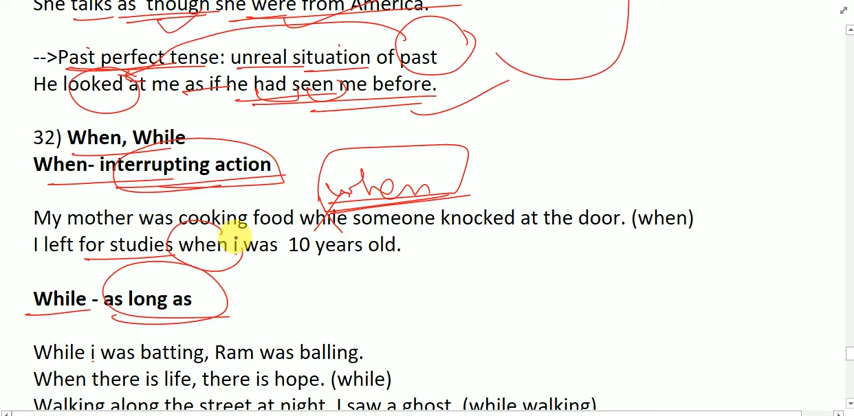 She talks as though she were from America.
-->Past perfect tense: unreal situation of past
He looked at me as if he had seen me before.
32) When, While
When- interrupting action
when
My mother was cooking food while someone knocked at the door. (when)
I left for studies when i was 10 years old.
While - as long as
While i was batting, Ram was balling.
When there is life, there is hope. (while)
Walking along the street at night, I saw a ghost. (while walking)